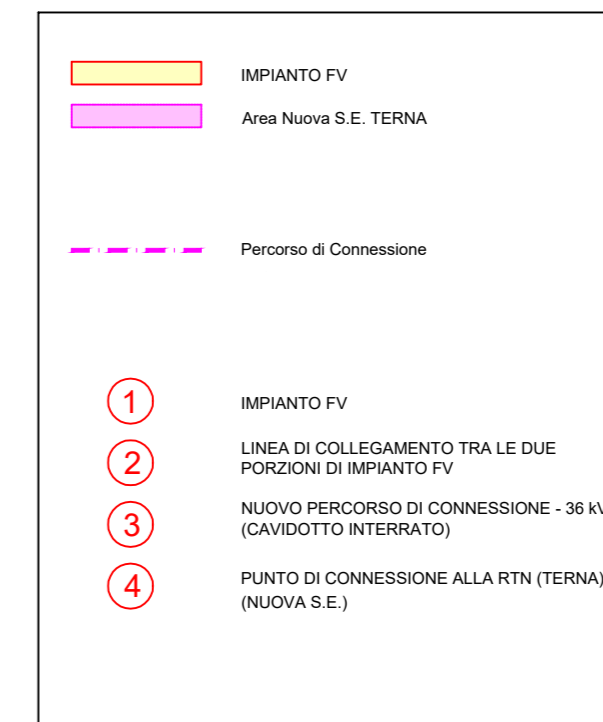 IMPIANTO FV
Area Nuova S.E. TERNA
Percorso di Connessione
1 IMPIANTO FV
2 LINEA DI COLLEGAMENTO TRA LE DUE
PORZIONI DI IMPIANTO FV
3 NUOVO PERCORSO DI CONNESSIONE - 36 kV
(CAVIDOTTO INTERRATO)
4 PUNTO DI CONNESSIONE ALLA RTN (TERNA)
(NUOVA S.E.)